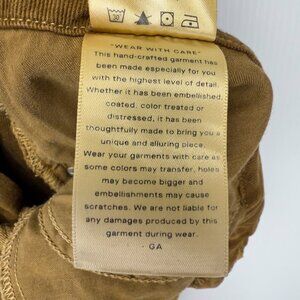 30
"WEAR WITH CARE"
This hand-crafted garment has
been made especially for you
with the highest level of detail.
Whether it has been embellished,
coated, color treated or
distressed, it has been
thoughtfully made to bring you a
unique and alluring piece.
Wear your garments with care as
some colors may transfer, holes
may become bigger and
embellishments may cause
scratches. We are not liable for
any damages produced by this
garment during wear.
- GA